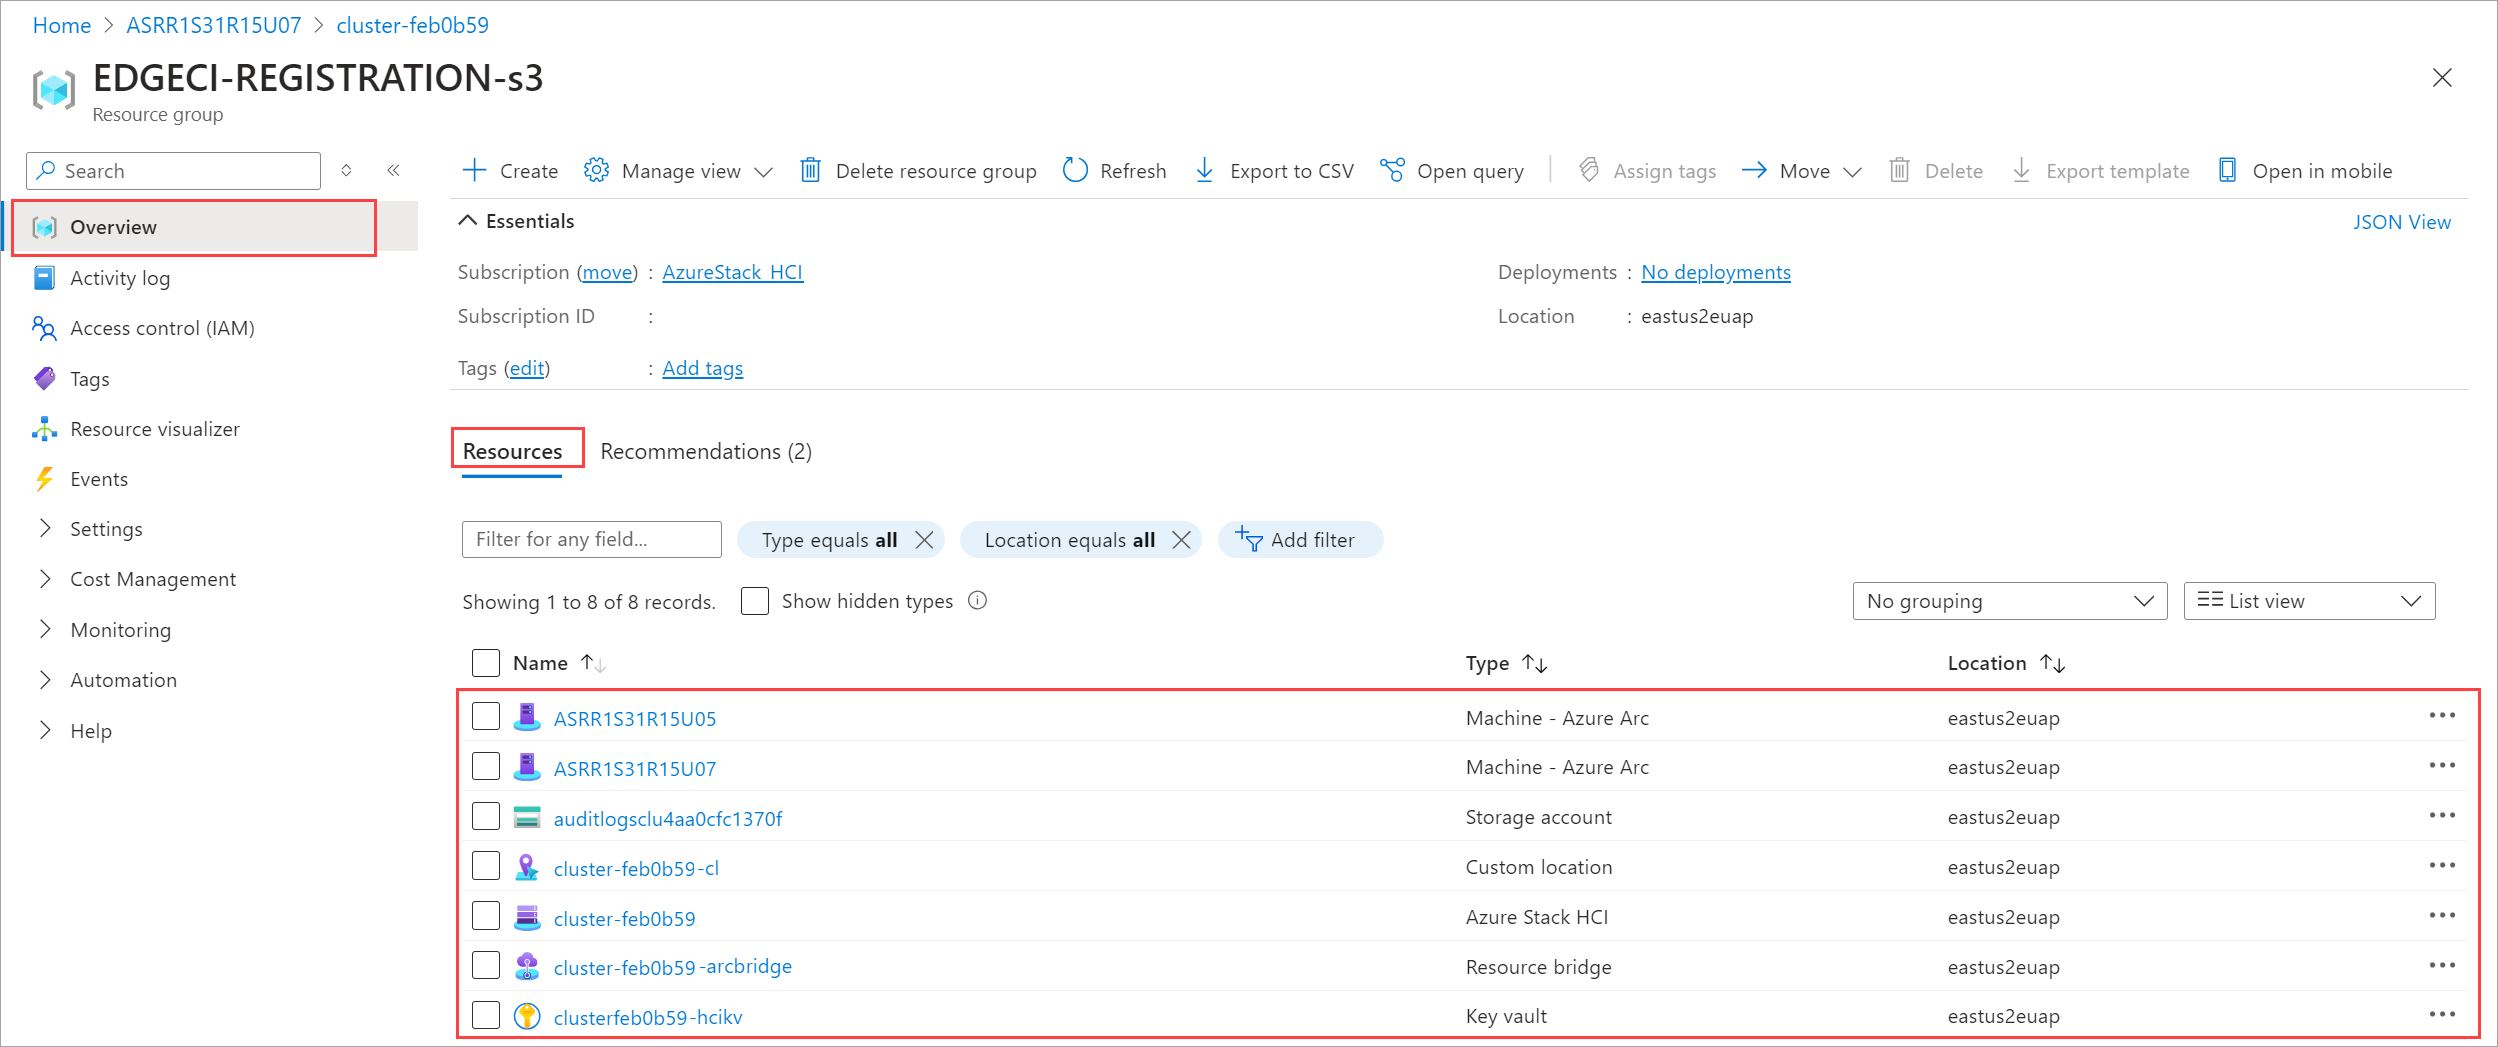 Home > ASRR1S31R15U07 > cluster-feb0b59
EDGECI-REGISTRATION-s3
Resource group
Search
Overview
Activity log
Access control (IAM)
Tags
Resource visualizer
Events
Settings
Cost Management
Monitoring
Automation
Help
Create Manage view Delete resource group Refresh Export to CSV Open query Assign tags Move Delete Export template Open in mobile
Essentials JSON View
Subscription (move) : AzureStack_HCI Deployments : No deployments
Subscription ID : Location : eastus2euap
Tags (edit) : Add tags
Resources Recommendations (2)
Filter for any field... Type equals all Location equals all Add filter
Showing 1 to 8 of 8 records. Show hidden types No grouping List view
Name Type Location
ASRR1S31R15U05 Machine - Azure Arc eastus2euap
ASRR1S31R15U07 Machine - Azure Arc eastus2euap
auditlogsclu4aa0cfc1370f Storage account eastus2euap
cluster-feb0b59-cl Custom location eastus2euap
cluster-feb0b59 Azure Stack HCI eastus2euap
cluster-feb0b59-arcbridge Resource bridge eastus2euap
clusterfeb0b59-hcikv Key vault eastus2euap